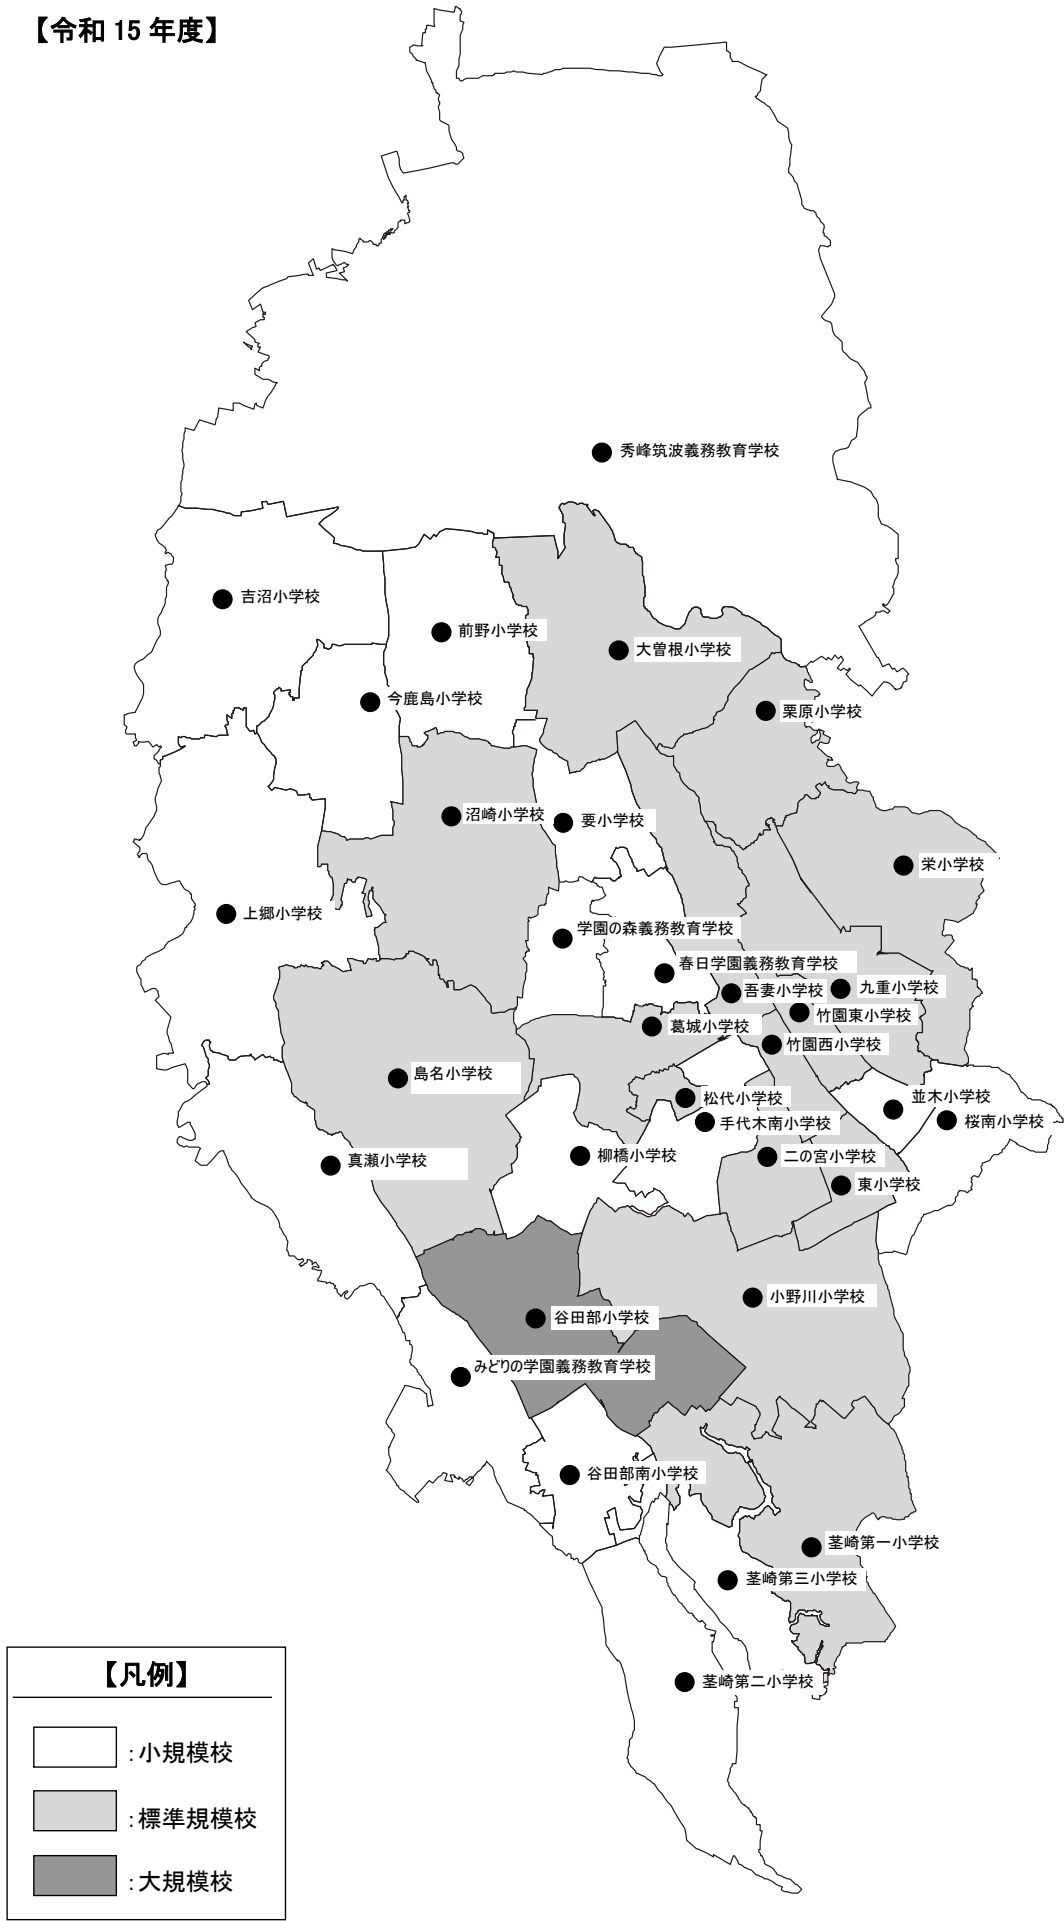 【令和 15 年度】
秀峰筑波義務教育学校
吉沼小学校
前野小学校
大曽根小学校
今鹿島小学校
栗原小学校
沼崎小学校
要小学校
栄小学校
上郷小学校
学園の森義務教育学校
春日学園義務教育学校
吾妻小学校
九重小学校
竹園東小学校
葛城小学校
竹園西小学校
島名小学校
松代小学校
並木小学校
桜南小学校
手代木南小学校
柳橋小学校
二の宮小学校
真瀬小学校
東小学校
小野川小学校
谷田部小学校
みどりの学園義務教育学校
谷田部南小学校
茎崎第一小学校
茎崎第三小学校
茎崎第二小学校
【凡例】
：小規模校
：標準規模校
：大規模校